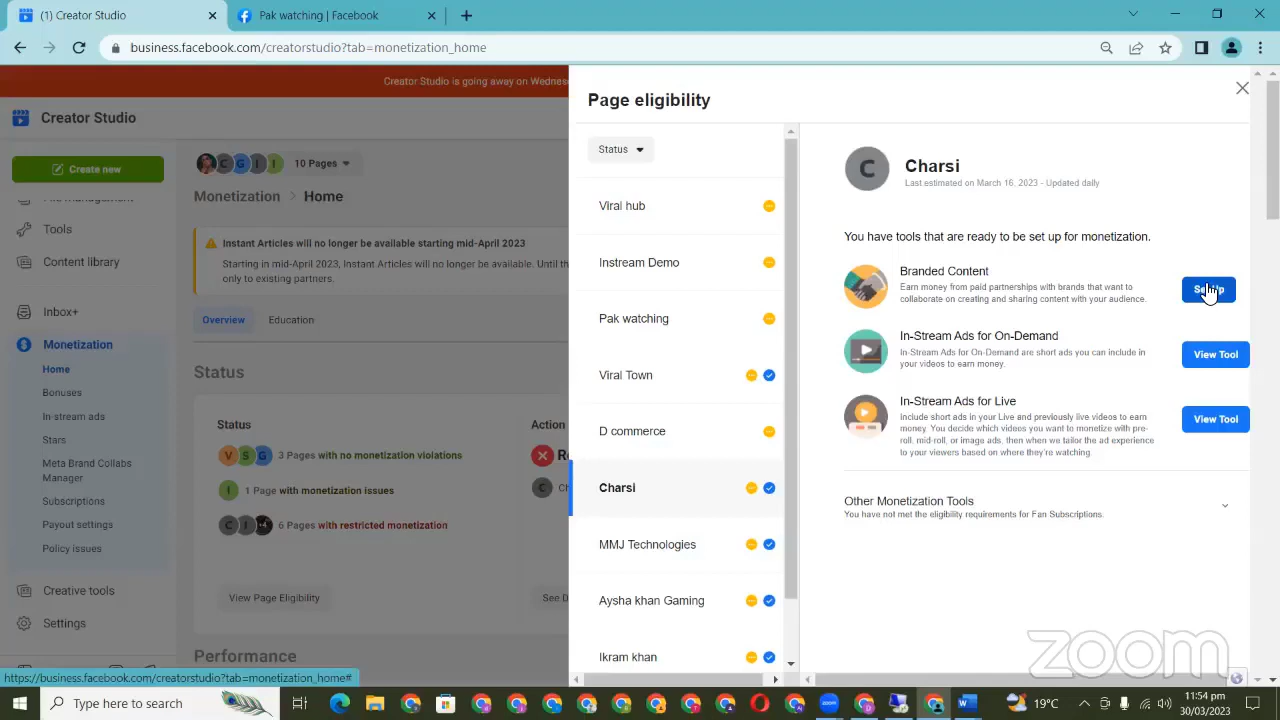 Creator Studio
Pak watching | Facebook
business.facebook.com/creatorstudio?tab=monetization_home
Creator Studio is going away on Wednes
Creator Studio
Create new
Tools
Content library
Inbox+
Monetization
Home
Bonuses
In-stream ads
Stars
Meta Brand Collabs
Manager
Subscriptions
Payout settings
Policy issues
Creative tools
Settings
https://business.facebook.com/creatorstudio?tab=monetization_home#
C G I I 10 Pages
Monetization > Home
Instant Articles will no longer be available starting mid-April 2023
Starting in mid-April 2023, Instant Articles will no longer be available. Until th
only to existing partners.
Overview Education
Status
Status
V S G 3 Pages with no monetization violations
I 1 Page with monetization issues
C I +4 6 Pages with restricted monetization
View Page Eligibility
Action
Re
C Ch
See D
Performance
Page eligibility
Status
Viral hub
Instream Demo
Pak watching
Viral Town
D commerce
Charsi
MMJ Technologies
Aysha khan Gaming
Ikram khan
C
Charsi
Last estimated on March 16, 2023 - Updated daily
You have tools that are ready to be set up for monetization.
Branded Content
Earn money from paid partnerships with brands that want to
collaborate on creating and sharing content with your audience.
In-Stream Ads for On-Demand
In-Stream Ads for On-Demand are short ads you can include in
your videos to earn money.
View Tool
In-Stream Ads for Live
Include short ads in your Live and previously live videos to earn
money. You decide which videos you want to monetize with pre-
roll, mid-roll, or image ads, then when we tailor the ad experience
to your viewers based on where they're watching.
View Tool
Other Monetization Tools
You have not met the eligibility requirements for Fan Subscriptions.
zoom
Type here to search
zoom
19°C
11:54 pm
30/03/2023